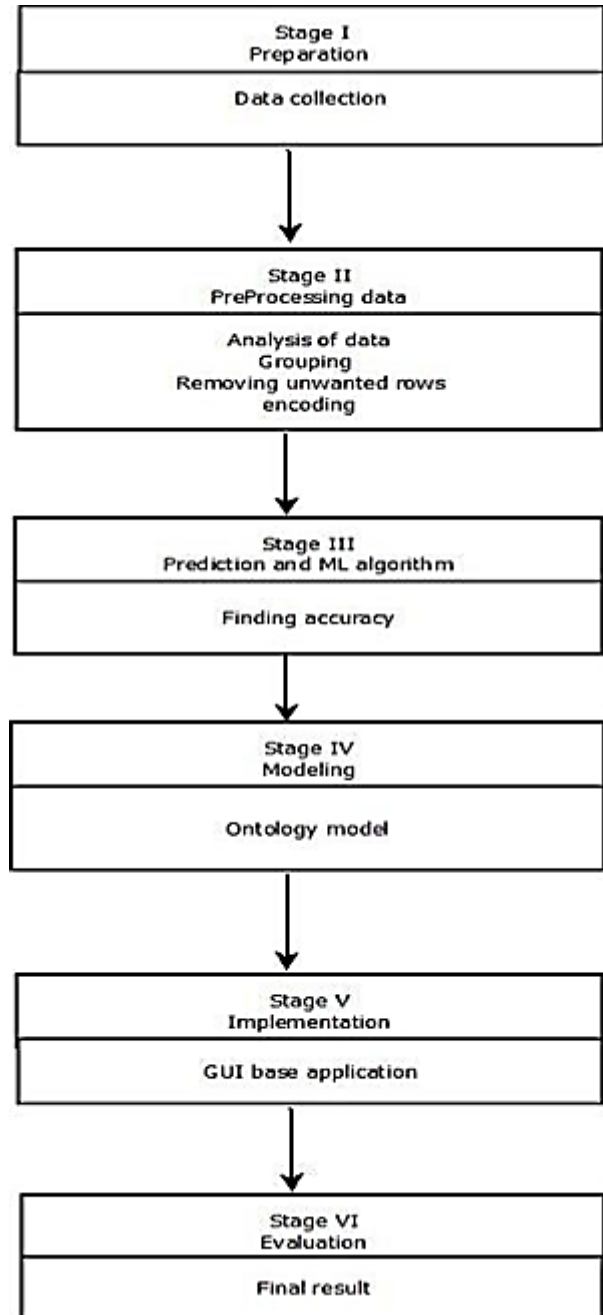 Stage I
Preparation
Data collection
Stage II
PreProcessing data
Analysis of data
Grouping
Removing unwanted rows
encoding
Stage III
Prediction and ML algorithm
Finding accuracy
Stage IV
Modeling
Ontology model
Stage V
Implementation
GUI base application
Stage VI
Evaluation
Final result